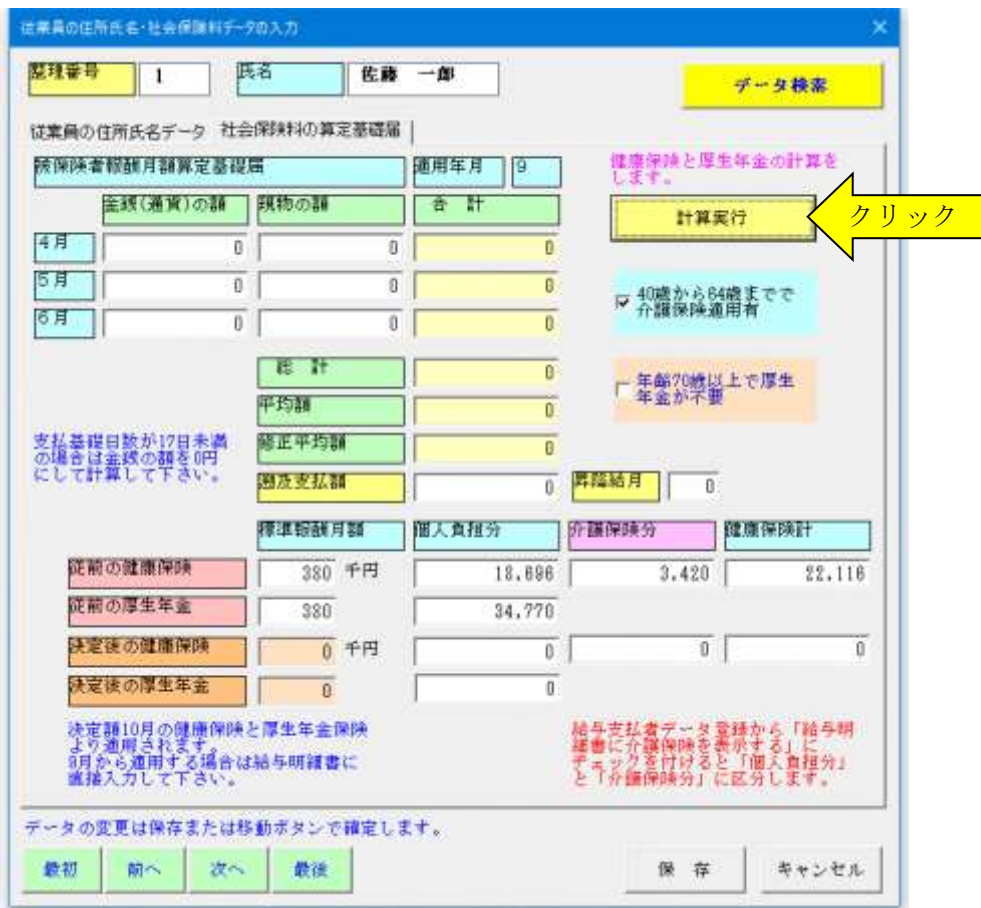 従業員の住所氏名・社会保険料データの入力
整理番号 1 氏名 佐藤 一郎 データ検索
従業員の住所氏名データ 社会保険料の算定基礎届
被保険者報酬月額算定基礎届 適用年月 9
健康保険と厚生年金の計算を
します。
金銭(通貨)の額 現物の額 合 計
計算実行 クリック
4月 0 0 0
5月 0 0 0
6月 0 0 0
40歳から64歳までで
介護保険適用有
総 計 0
平均額 0
年齢70歳以上で厚生
年金が不要
支払基礎日数が17日未満
の場合は金銭の額を0円
にして計算して下さい。
修正平均額 0
遡及支払額 0 昇降給月 0
標準報酬月額 個人負担分 介護保険分 健康保険計
従前の健康保険 380 千円 18,696 3,420 22,116
従前の厚生年金 380 34,770
決定後の健康保険 0 千円 0 0 0
決定後の厚生年金 0 0
決定額10月の健康保険と厚生年金保険
より適用されます。
9月から適用する場合は給与明細書に
直接入力して下さい。
給与支払者データ登録から「給与明
細書に介護保険を表示する」に
チェックを付けると「個人負担分」
と「介護保険分」に区分します。
データの変更は保存または移動ボタンで確定します。
最初 前へ 次へ 最後 保 存 キャンセル